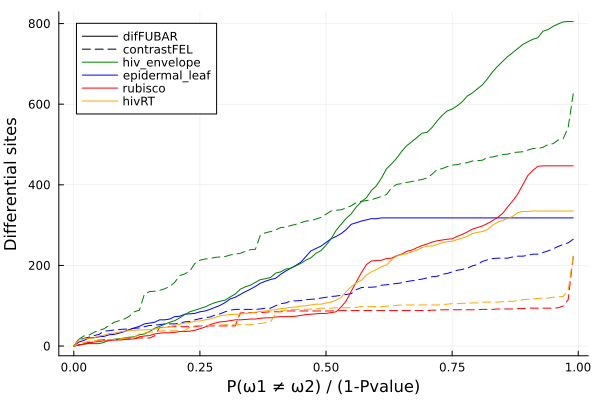 800
600
400
200
0
Differential sites
difFUBAR
contrastFEL
hiv_envelope
epidermal_leaf
rubisco
hivRT
0.00 0.25 0.50 0.75 1.00
P(ω1 ≠ ω2) / (1-Pvalue)